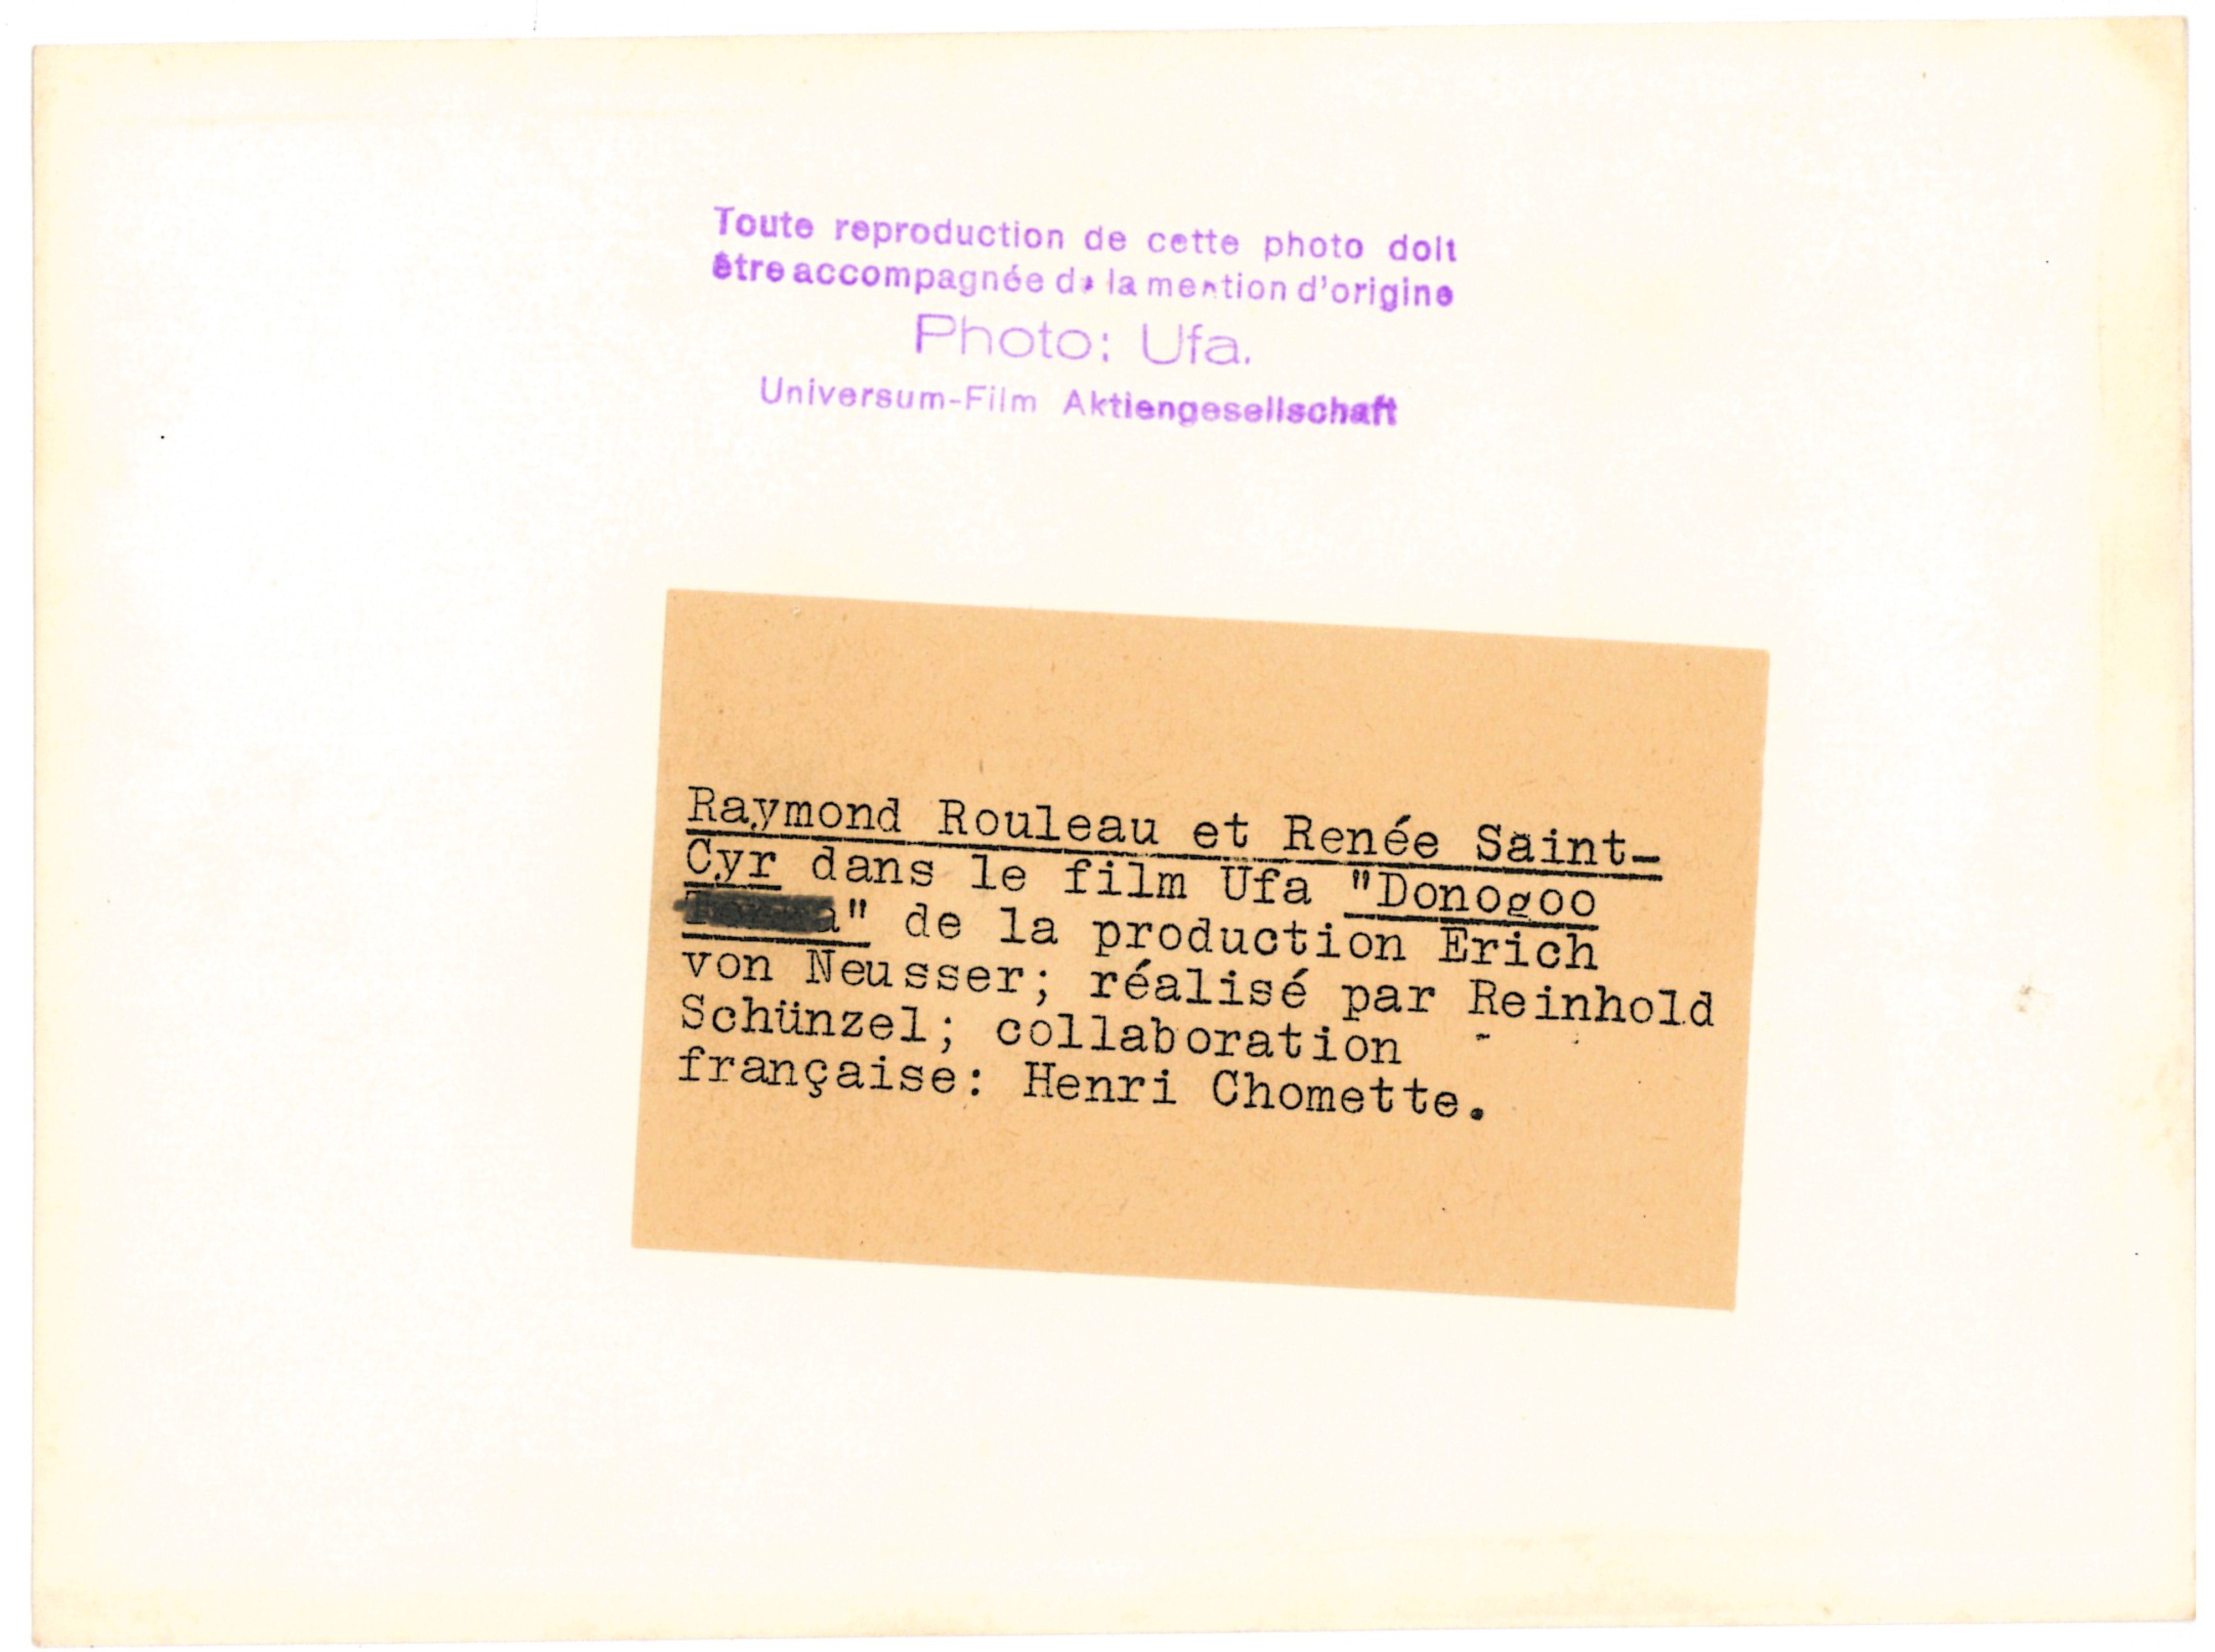 Toute reproduction de cette photo doit
être accompagnée de la mention d'origine
Photo: Ufa.
Universum-Film Aktiengesellschaft
Raymond Rouleau et Renée Saint-
Cyr dans le film Ufa "Donogoo
" de la production Erich
von Neusser; réalisé par Reinhold
Schünzel; collaboration -
française: Henri Chomette.